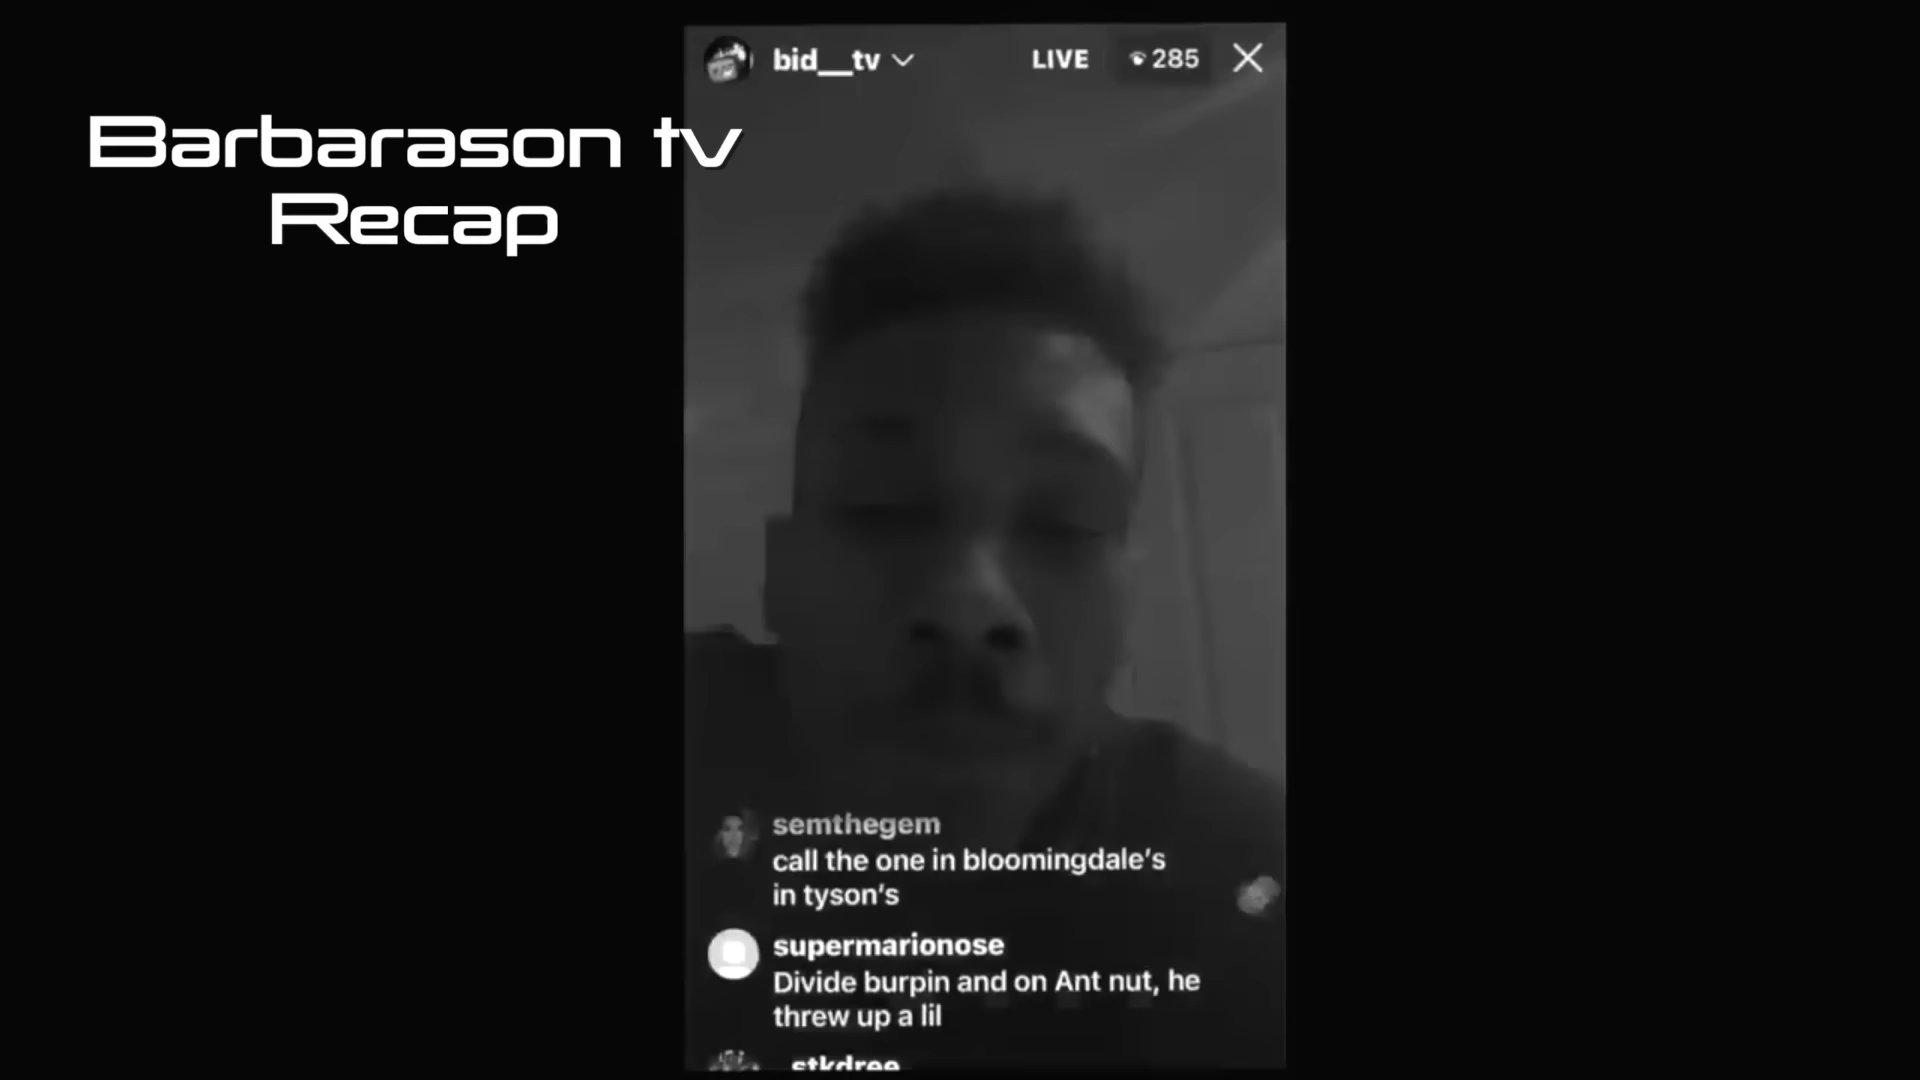 Barbarason tv
Recap
bid__tv
LIVE
285
semthegem
call the one in bloomingdale’s
in tyson’s
supermarionose
Divide burpin and on Ant nut, he
threw up a lil
stkdree